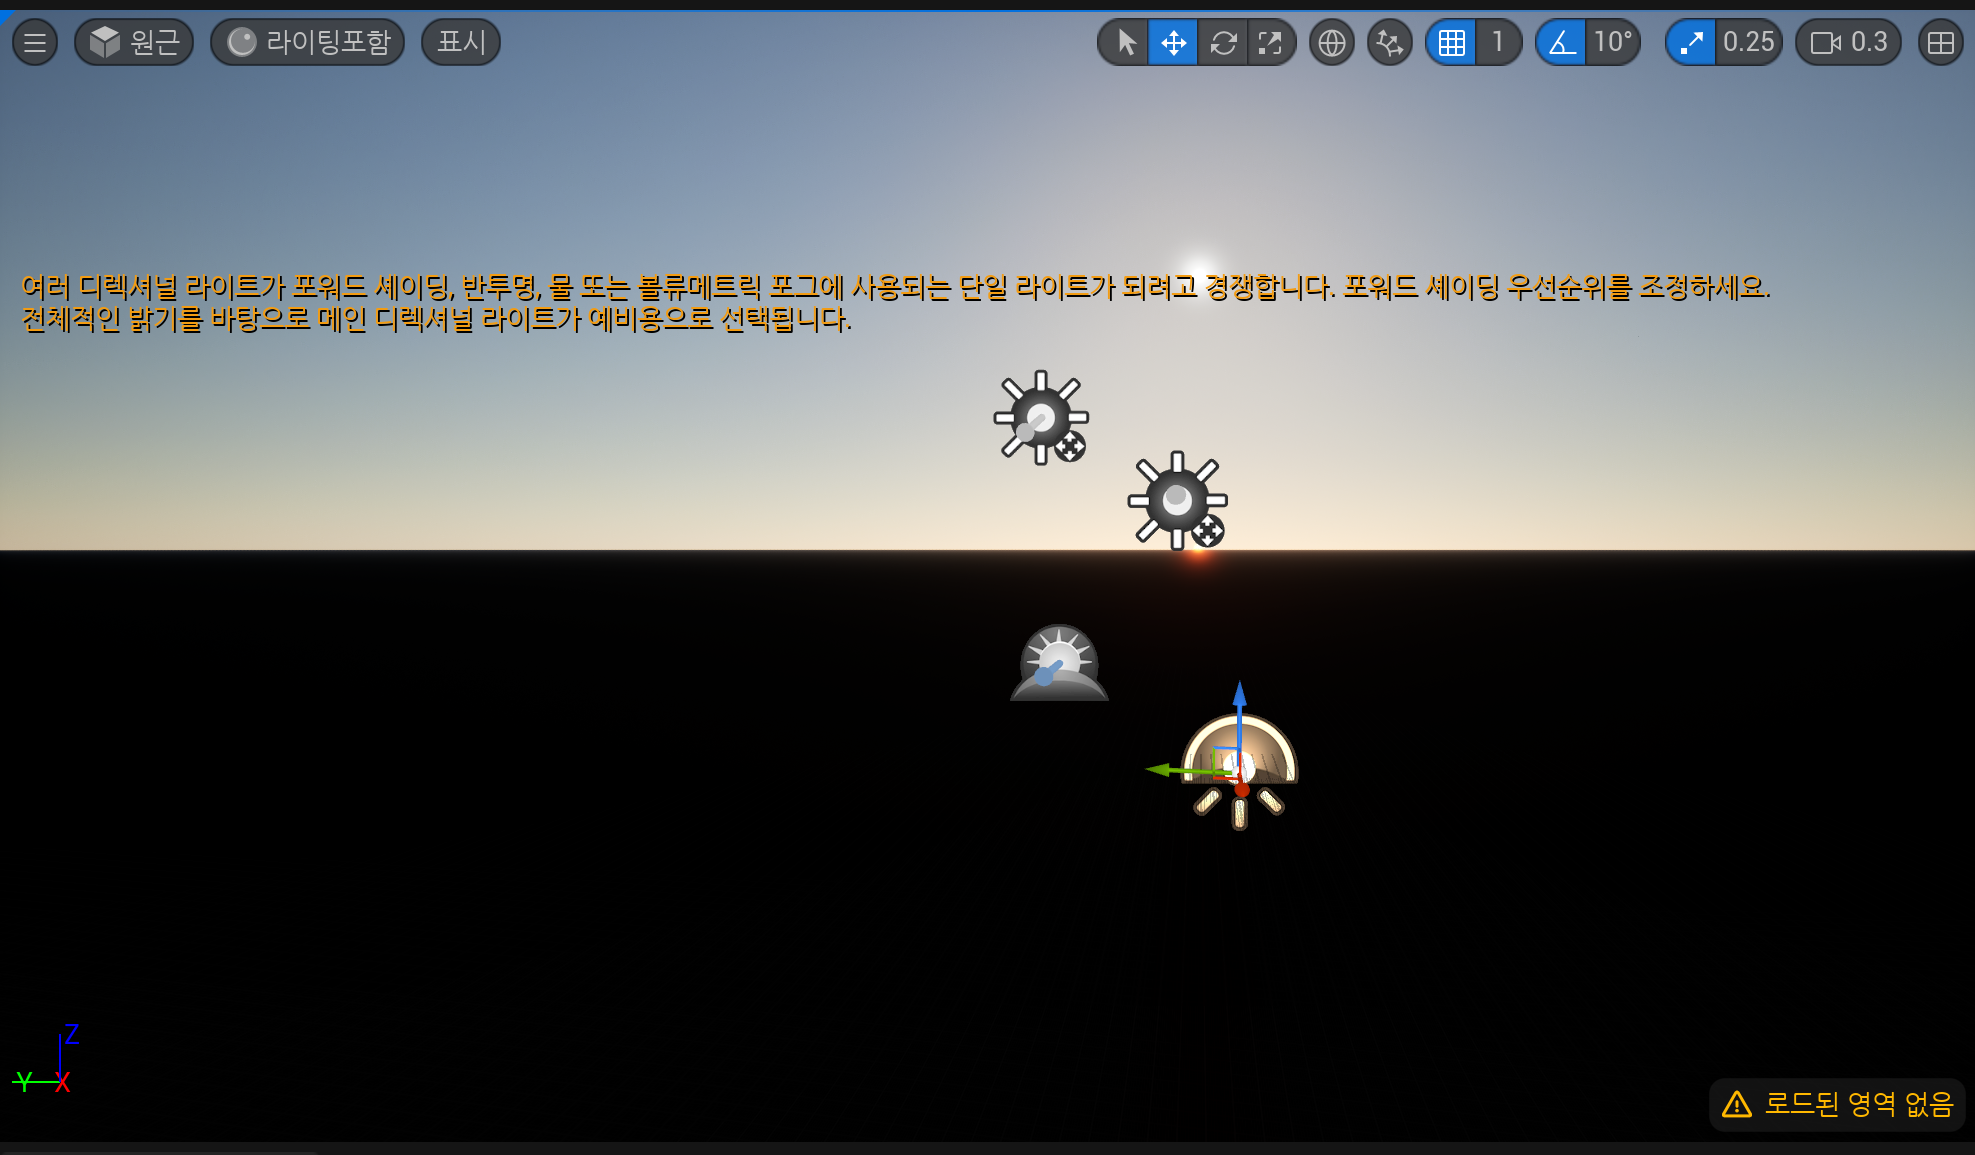 원근
라이팅포함
표시
1
10°
0.25
0.3
여러 디렉셔널 라이트가 포워드 셰이딩, 반투명, 물 또는 볼류메트릭 포그에 사용되는 단일 라이트가 되려고 경쟁합니다. 포워드 셰이딩 우선순위를 조정하세요.
전체적인 밝기를 바탕으로 메인 디렉셔널 라이트가 예비용으로 선택됩니다.
Z
Y
X
로드된 영역 없음